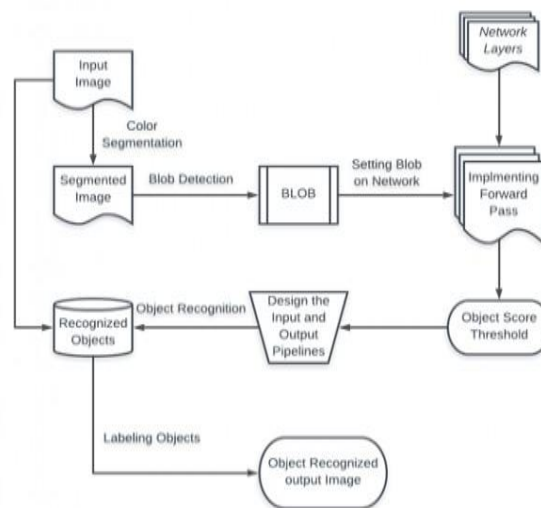 Network
Layers
Input
Image
Color
Segmentation
Segmented
Image
Blob Detection
BLOB
Setting Blob
on Network
Implmenting
Forward
Pass
Object Recognition
Recognized
Objects
Design the
Input and
Output
Pipelines
Object Score
Threshold
Labeling Objects
Object Recognized
output Image